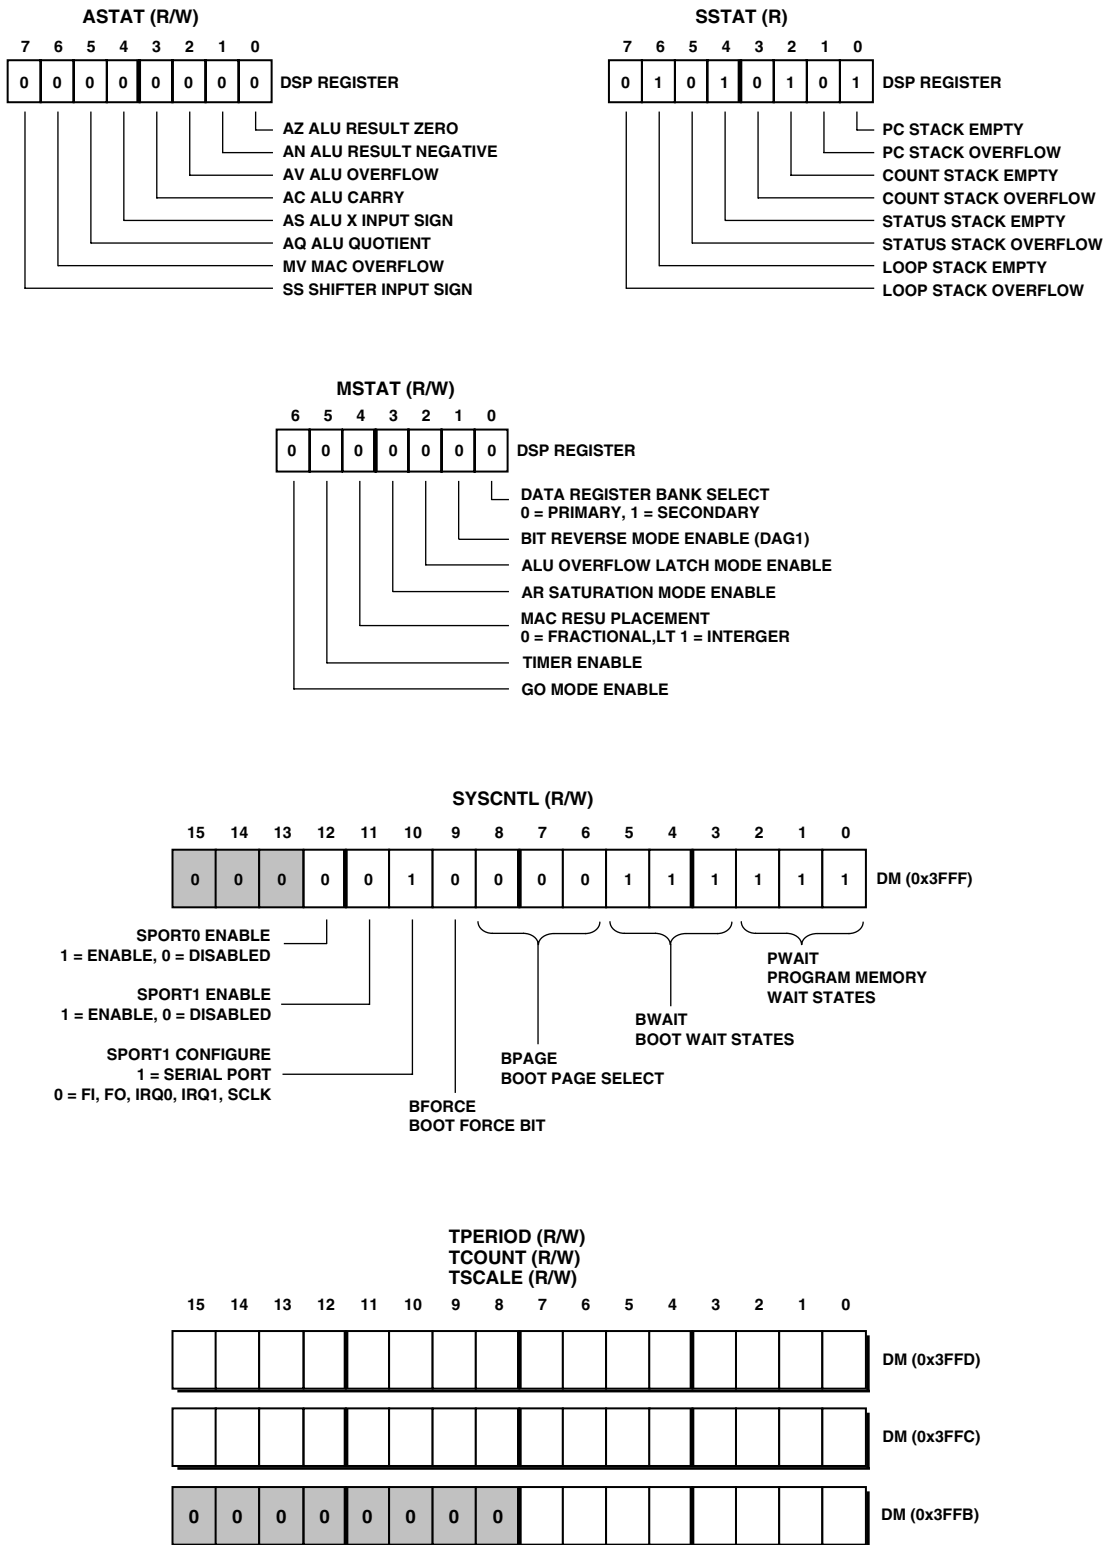 ASTAT (R/W)
7 6 5 4 3 2 1 0
0 0 0 0 0 0 0 0 DSP REGISTER
AZ ALU RESULT ZERO
AN ALU RESULT NEGATIVE
AV ALU OVERFLOW
AC ALU CARRY
AS ALU X INPUT SIGN
AQ ALU QUOTIENT
MV MAC OVERFLOW
SS SHIFTER INPUT SIGN
SSTAT (R)
7 6 5 4 3 2 1 0
0 1 0 1 0 1 0 1 DSP REGISTER
PC STACK EMPTY
PC STACK OVERFLOW
COUNT STACK EMPTY
COUNT STACK OVERFLOW
STATUS STACK EMPTY
STATUS STACK OVERFLOW
LOOP STACK EMPTY
LOOP STACK OVERFLOW
MSTAT (R/W)
6 5 4 3 2 1 0
0 0 0 0 0 0 0 DSP REGISTER
DATA REGISTER BANK SELECT
0 = PRIMARY, 1 = SECONDARY
BIT REVERSE MODE ENABLE (DAG1)
ALU OVERFLOW LATCH MODE ENABLE
AR SATURATION MODE ENABLE
MAC RESU PLACEMENT
0 = FRACTIONAL,LT 1 = INTERGER
TIMER ENABLE
GO MODE ENABLE
SYSCNTL (R/W)
15 14 13 12 11 10 9 8 7 6 5 4 3 2 1 0
0 0 0 0 0 1 0 0 0 0 1 1 1 1 1 1 DM (0x3FFF)
SPORT0 ENABLE
1 = ENABLE, 0 = DISABLED
SPORT1 ENABLE
1 = ENABLE, 0 = DISABLED
SPORT1 CONFIGURE
1 = SERIAL PORT
0 = FI, FO, IRQ0, IRQ1, SCLK
BFORCE
BOOT FORCE BIT
BPAGE
BOOT PAGE SELECT
BWAIT
BOOT WAIT STATES
PWAIT
PROGRAM MEMORY
WAIT STATES
TPERIOD (R/W)
TCOUNT (R/W)
TSCALE (R/W)
15 14 13 12 11 10 9 8 7 6 5 4 3 2 1 0
DM (0x3FFD)
DM (0x3FFC)
0 0 0 0 0 0 0 0 DM (0x3FFB)